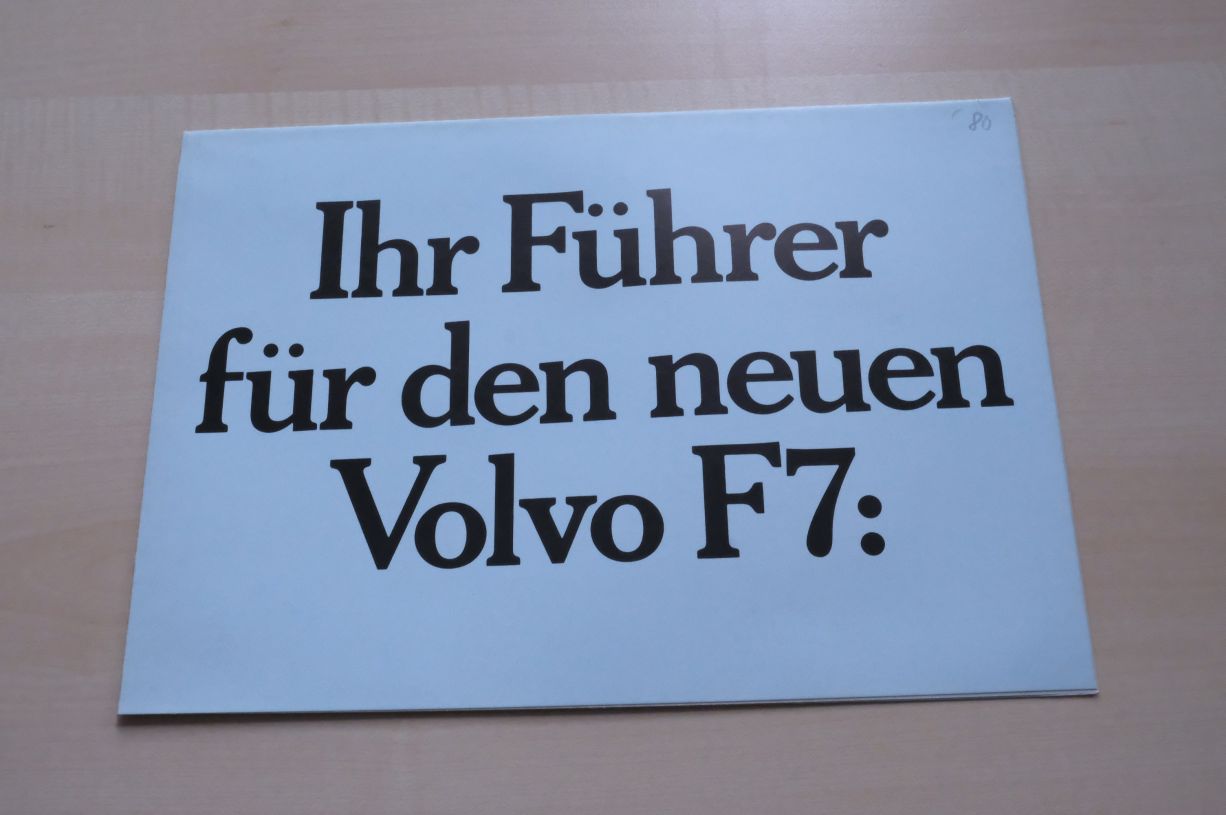 80
Ihr Führer
für den neuen
Volvo F7: